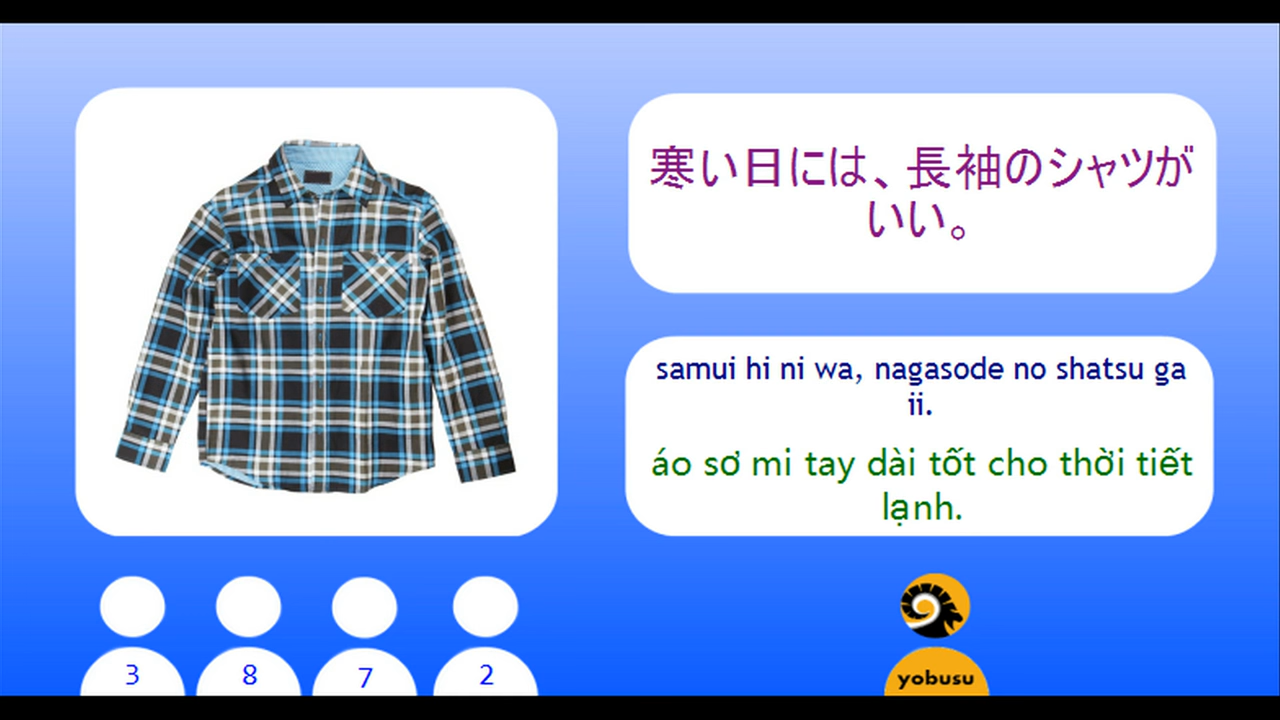 寒い日には、長袖のシャツが
いい。
samui hi ni wa, nagasode no shatsu ga
ii.
áo sơ mi tay dài tốt cho thời tiết
lạnh.
3 8 7 2
yobusu